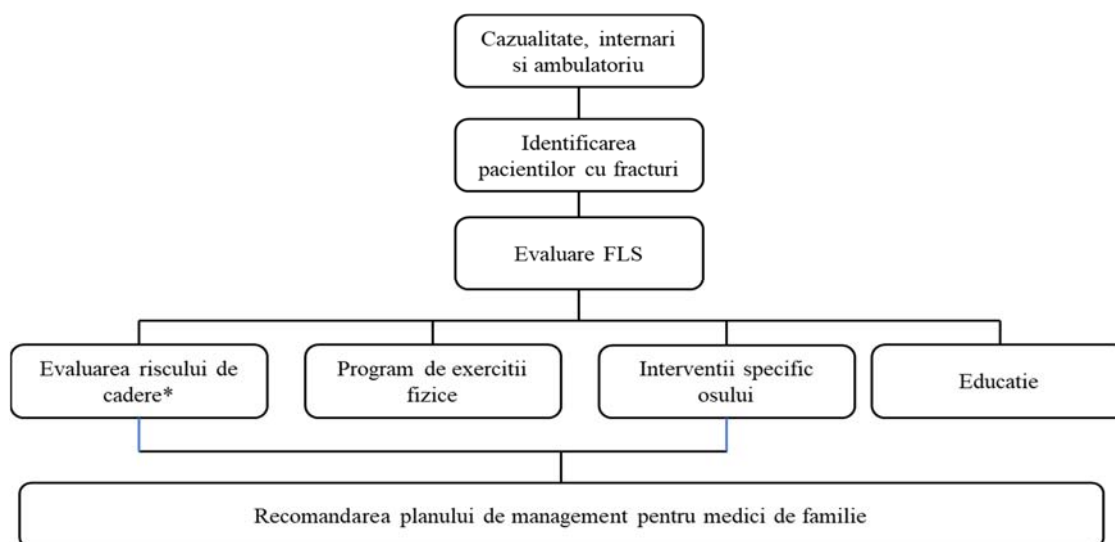 Cazualitate, internari
si ambulatoriu
Identificarea
pacientilor cu fracturi
Evaluare FLS
Evaluarea riscului de
cadere*
Program de exercitii
fizice
Interventii specific
osului
Educatie
Recomandarea planului de management pentru medici de familie